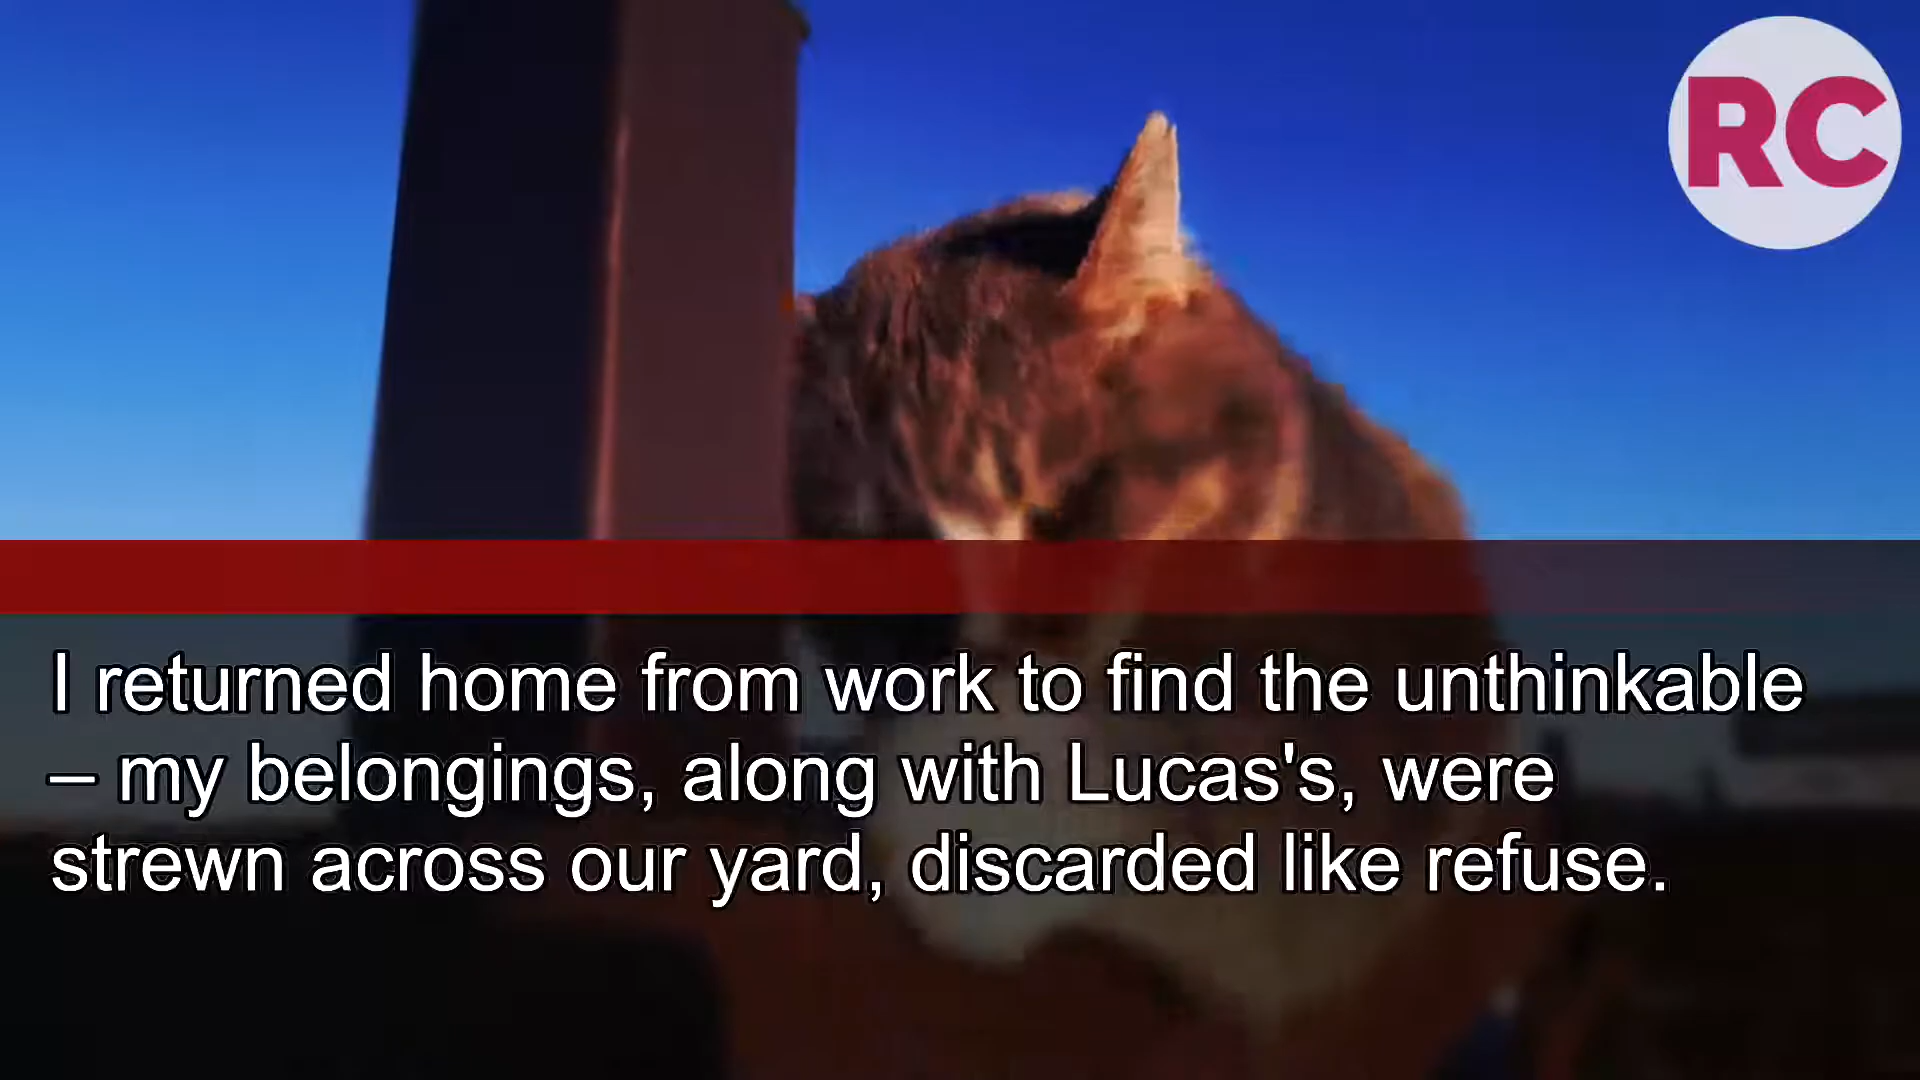 RC
I returned home from work to find the unthinkable
– my belongings, along with Lucas's, were
strewn across our yard, discarded like refuse.